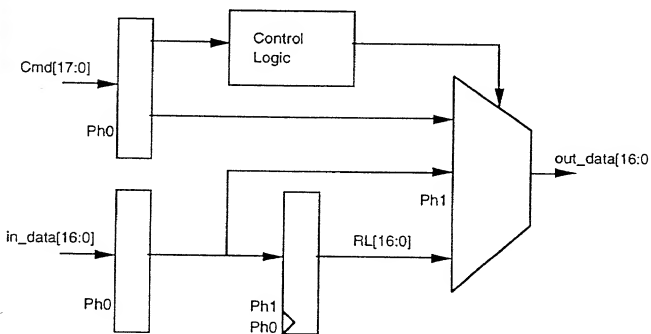 Control
Logic
Cmd[17:0]
Ph0
out_data[16:0
Ph1
in_data[16:0]
RL[16:0]
Ph0
Ph1
Ph0